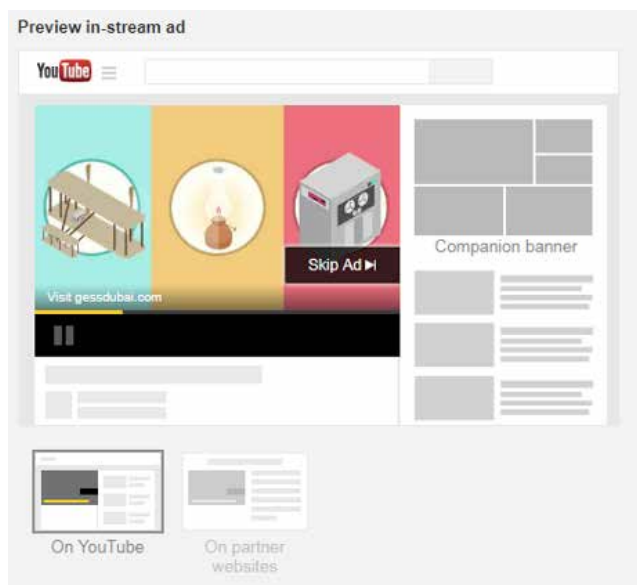 Preview in-stream ad
YouTube
Companion banner
Skip Ad
Visit gessdubai.com
On YouTube
On partner
websites